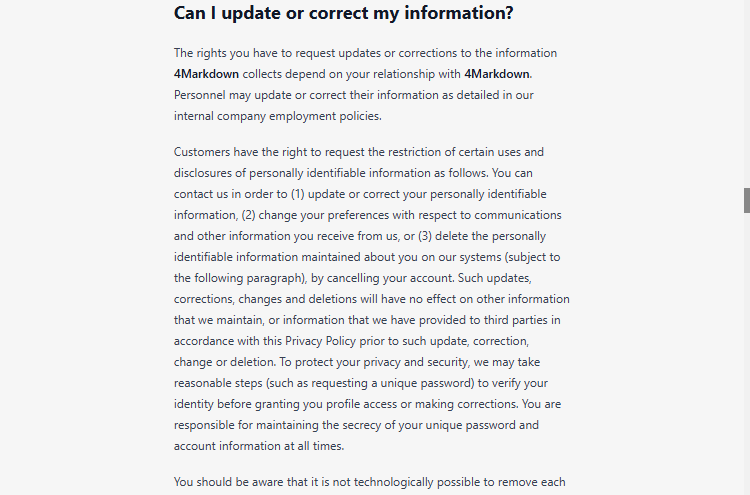 Can I update or correct my information?
The rights you have to request updates or corrections to the information
4Markdown collects depend on your relationship with 4Markdown.
Personnel may update or correct their information as detailed in our
internal company employment policies.
Customers have the right to request the restriction of certain uses and
disclosures of personally identifiable information as follows. You can
contact us in order to (1) update or correct your personally identifiable
information, (2) change your preferences with respect to communications
and other information you receive from us, or (3) delete the personally
identifiable information maintained about you on our systems (subject to
the following paragraph), by cancelling your account. Such updates,
corrections, changes and deletions will have no effect on other information
that we maintain, or information that we have provided to third parties in
accordance with this Privacy Policy prior to such update, correction,
change or deletion. To protect your privacy and security, we may take
reasonable steps (such as requesting a unique password) to verify your
identity before granting you profile access or making corrections. You are
responsible for maintaining the secrecy of your unique password and
account information at all times.
You should be aware that it is not technologically possible to remove each